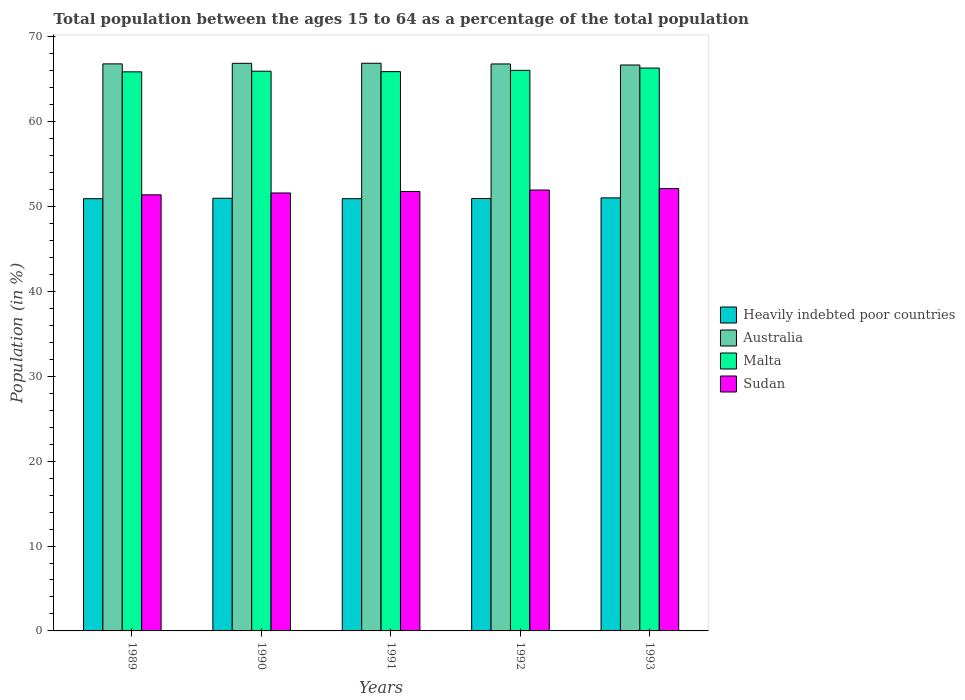 Total population between the ages 15 to 64 as a percentage of the total population
70
60
50
40
30
20
10
0
Population (in %)
1989
1990
1991
1992
1993
Years
Heavily indebted poor countries
Australia
Malta
Sudan